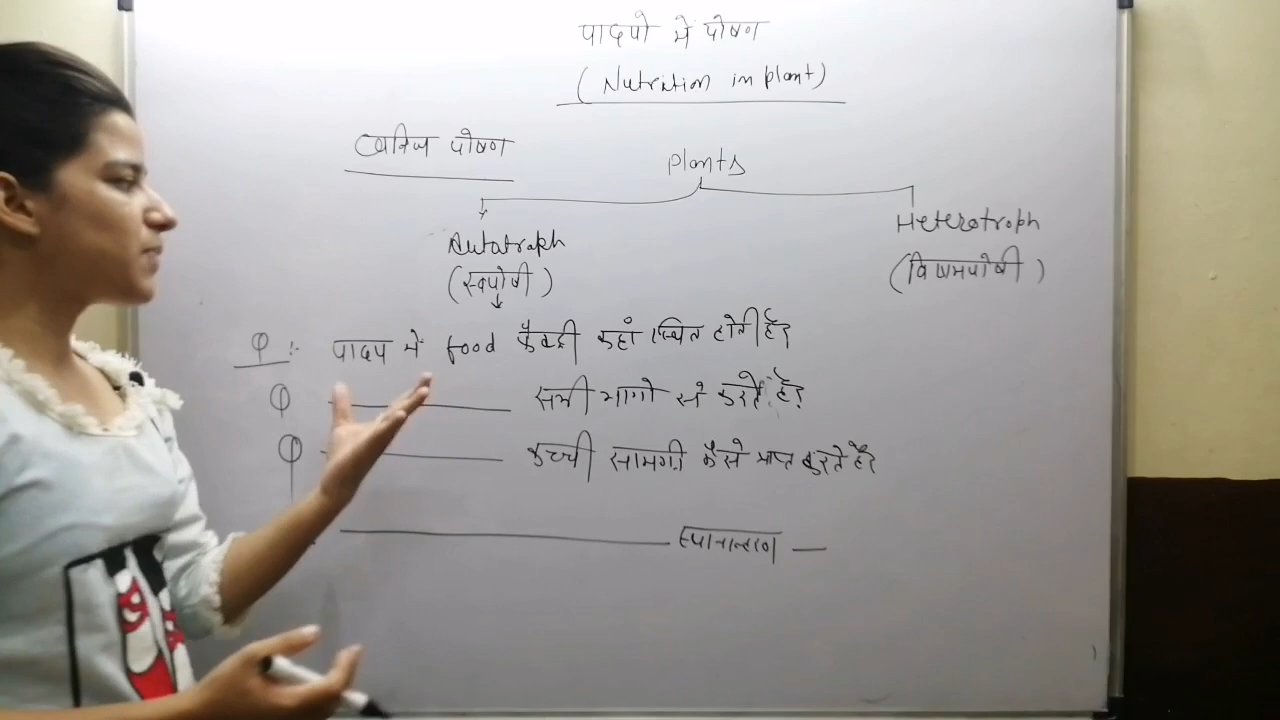 पादपो में पोषण
(Nutrition in plant)
खनिज पोषण
plants
Autotroph
(स्वपोषी)
Heterotroph
(विषमपोषी)
Q :- पादप में food फैक्ट्री कहाँ स्थित होती है?
Q सभी भागो से करते है?
Q कच्ची सामग्री कैसे प्राप्त करते है?
स्थानान्तरण